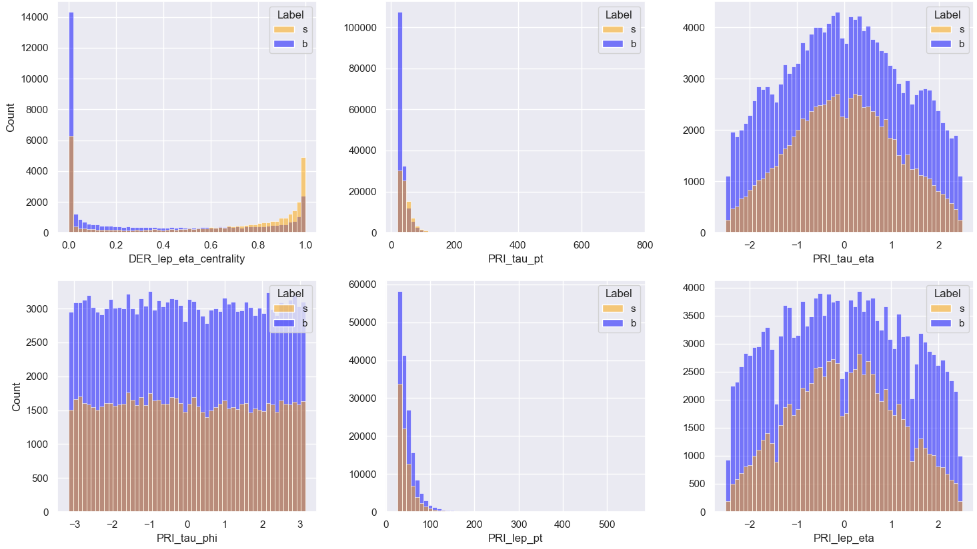 Count
14000
12000
10000
8000
6000
4000
2000
0
0.0 0.2 0.4 0.6 0.8 1.0
DER_lep_eta_centrality
Label
s
b
100000
80000
60000
40000
20000
0
0 200 400 600 800
PRI_tau_pt
Label
s
b
4000
3000
2000
1000
0
−2 −1 0 1 2
PRI_tau_eta
Label
s
b
Count
3000
2500
2000
1500
1000
500
0
−3 −2 −1 0 1 2 3
PRI_tau_phi
Label
s
b
60000
50000
40000
30000
20000
10000
0
0 100 200 300 400 500
PRI_lep_pt
Label
s
b
4000
3500
3000
2500
2000
1500
1000
500
0
−2 −1 0 1 2
PRI_lep_eta
Label
s
b